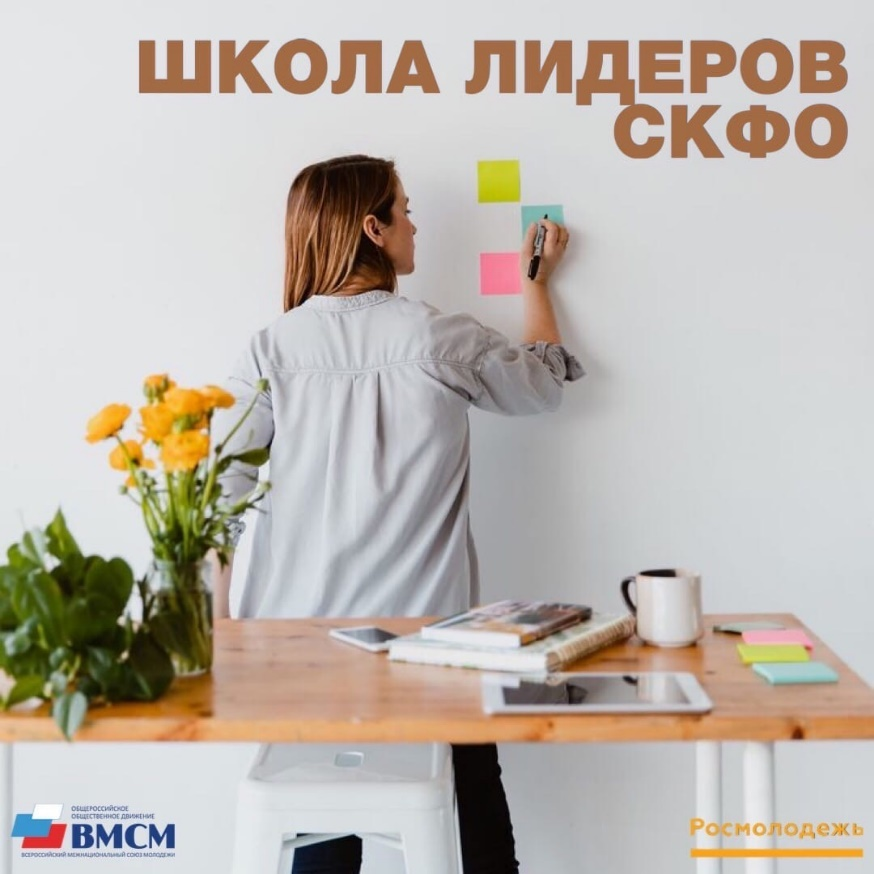 ШКОЛА ЛИДЕРОВ
СКФО
ОБЩЕРОССИЙСКОЕ
ОБЩЕСТВЕННОЕ ДВИЖЕНИЕ
ВМСМ
ВСЕРОССИЙСКИЙ МЕЖНАЦИОНАЛЬНЫЙ СОЮЗ МОЛОДЕЖИ
Росмолодежь